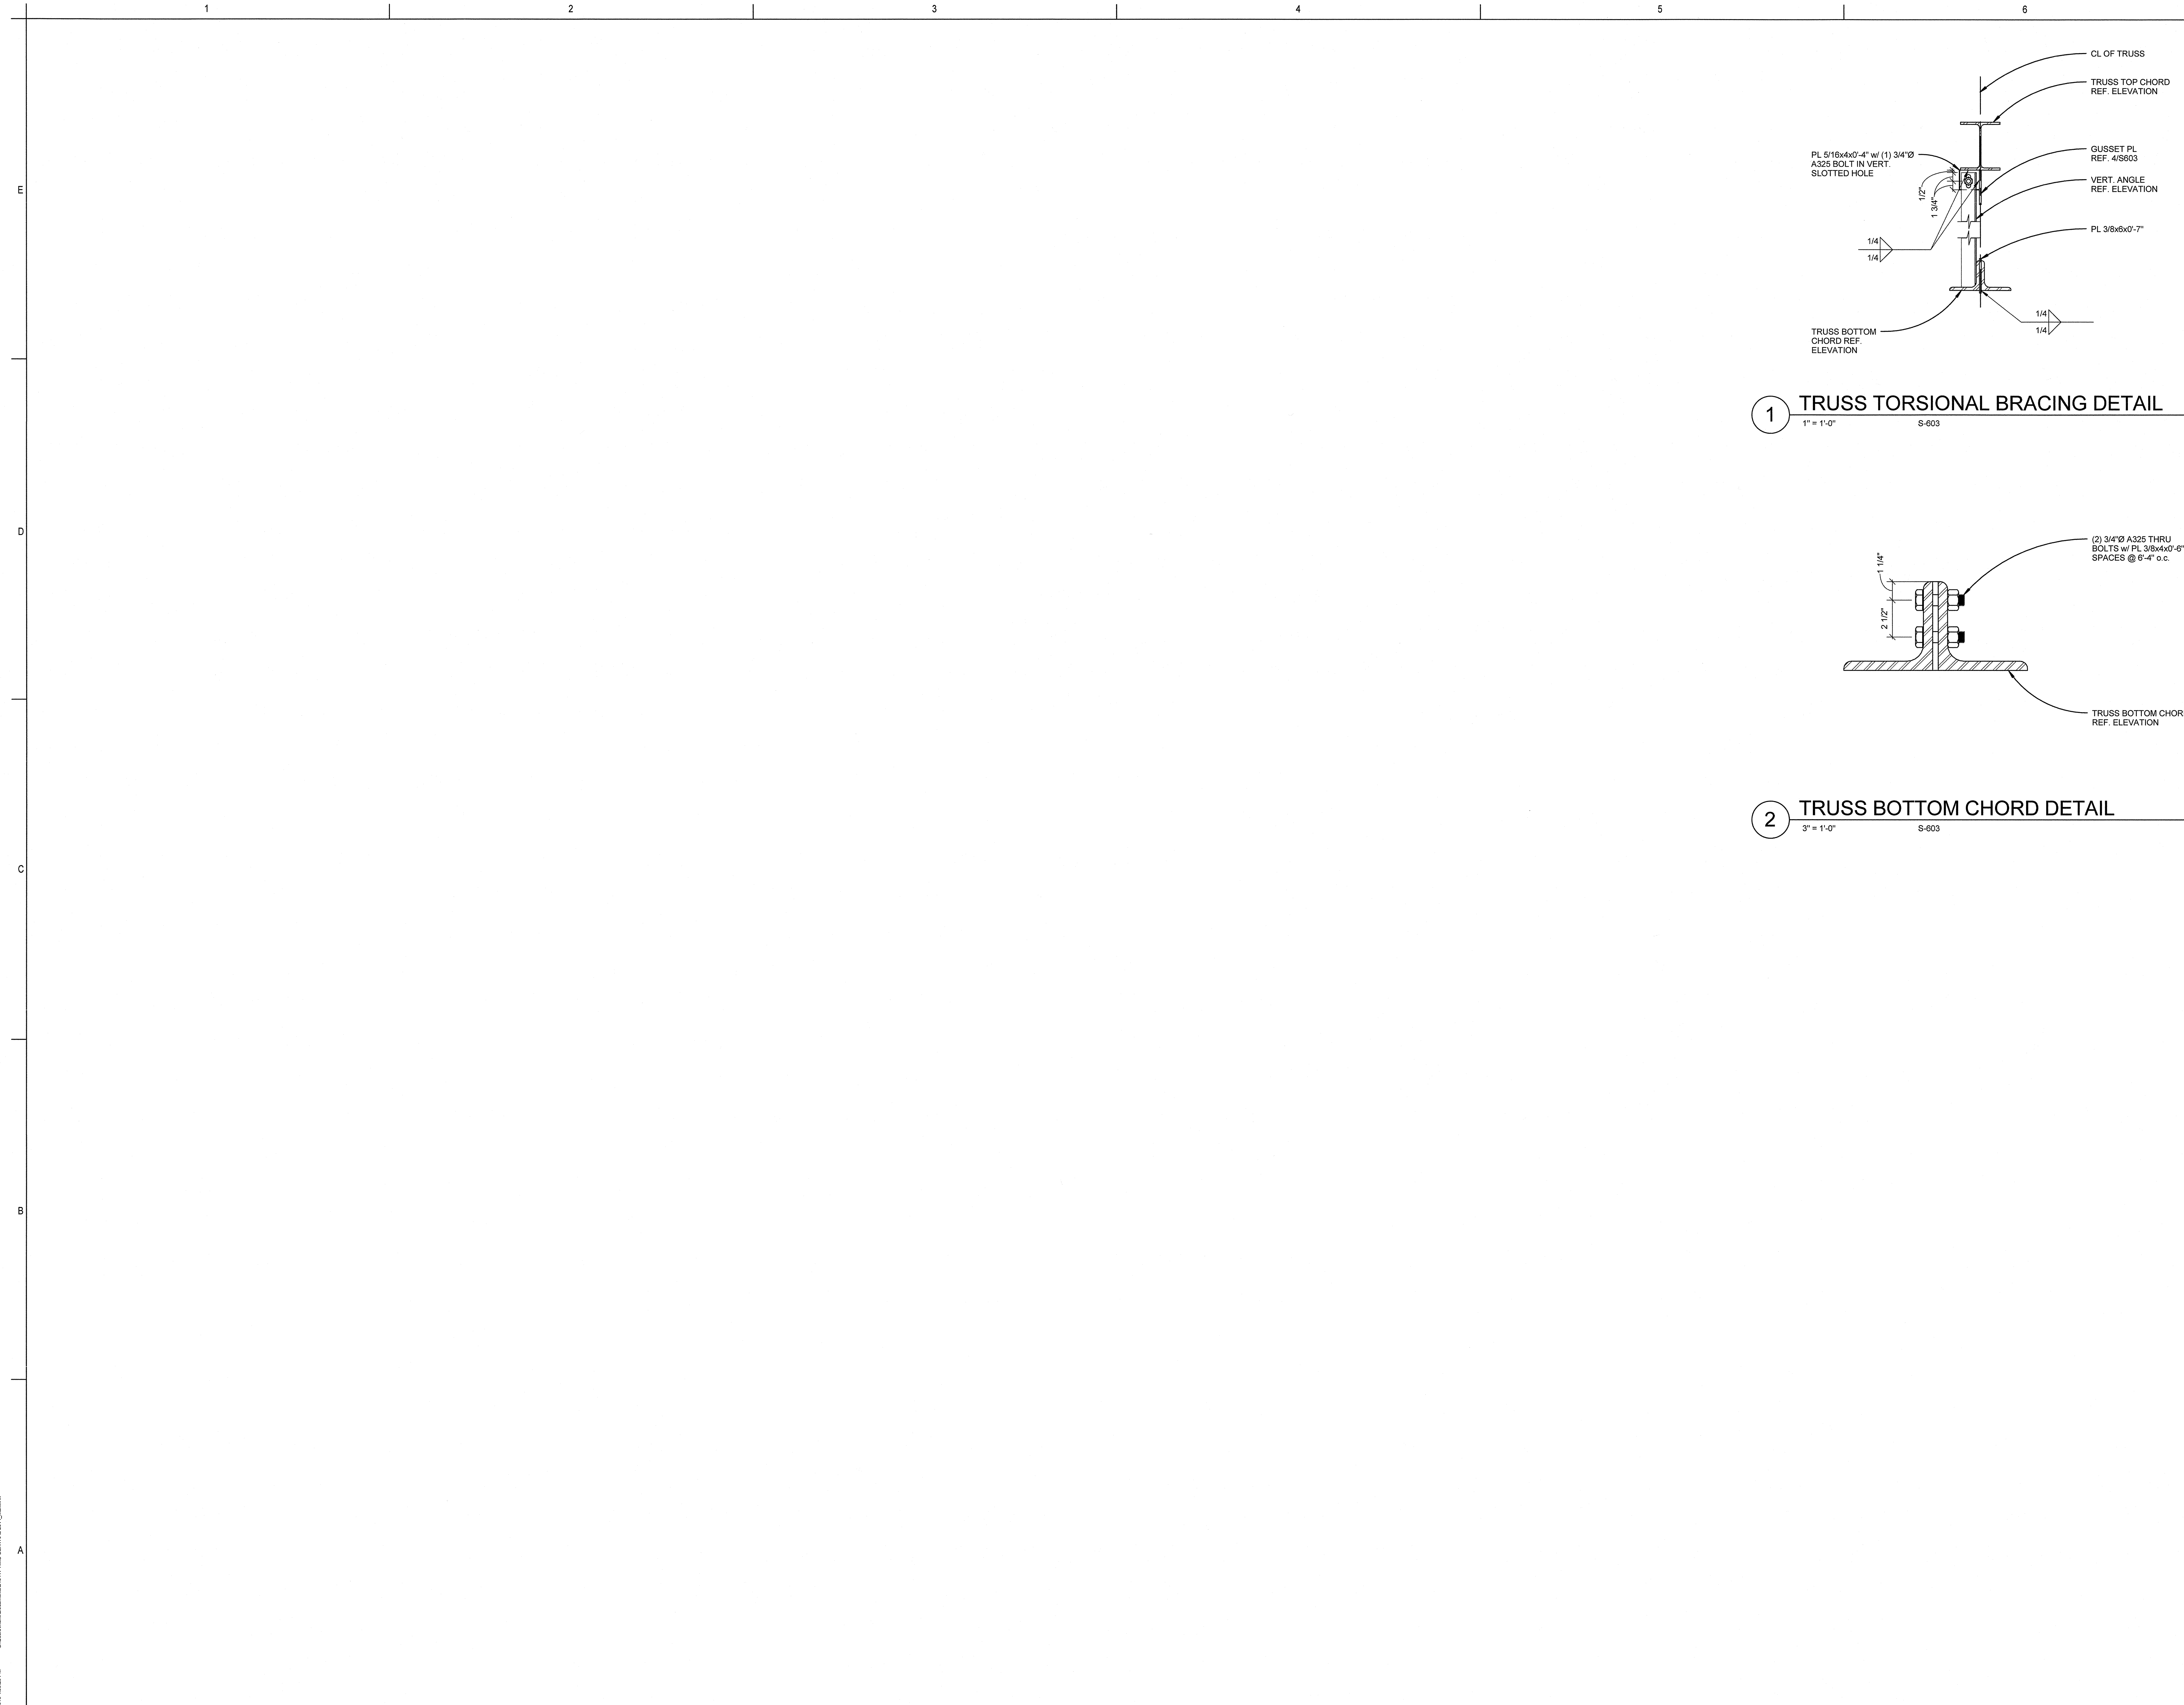 1
2
3
4
5
6
E
D
C
B
A
CL OF TRUSS
TRUSS TOP CHORD
REF. ELEVATION
PL 5/16x4x0'-4" w/ (1) 3/4"Ø
A325 BOLT IN VERT.
SLOTTED HOLE
GUSSET PL
REF. 4/S603
VERT. ANGLE
REF. ELEVATION
1/2"
1 3/4"
PL 3/8x6x0'-7"
1/4
1/4
1/4
1/4
TRUSS BOTTOM
CHORD REF.
ELEVATION
1
TRUSS TORSIONAL BRACING DETAIL
1" = 1'-0"
S-603
(2) 3/4"Ø A325 THRU
BOLTS w/ PL 3/8x4x0'-6"
SPACES @ 6'-4" o.c.
1 1/4"
2 1/2"
TRUSS BOTTOM CHOR
REF. ELEVATION
2
TRUSS BOTTOM CHORD DETAIL
3" = 1'-0"
S-603